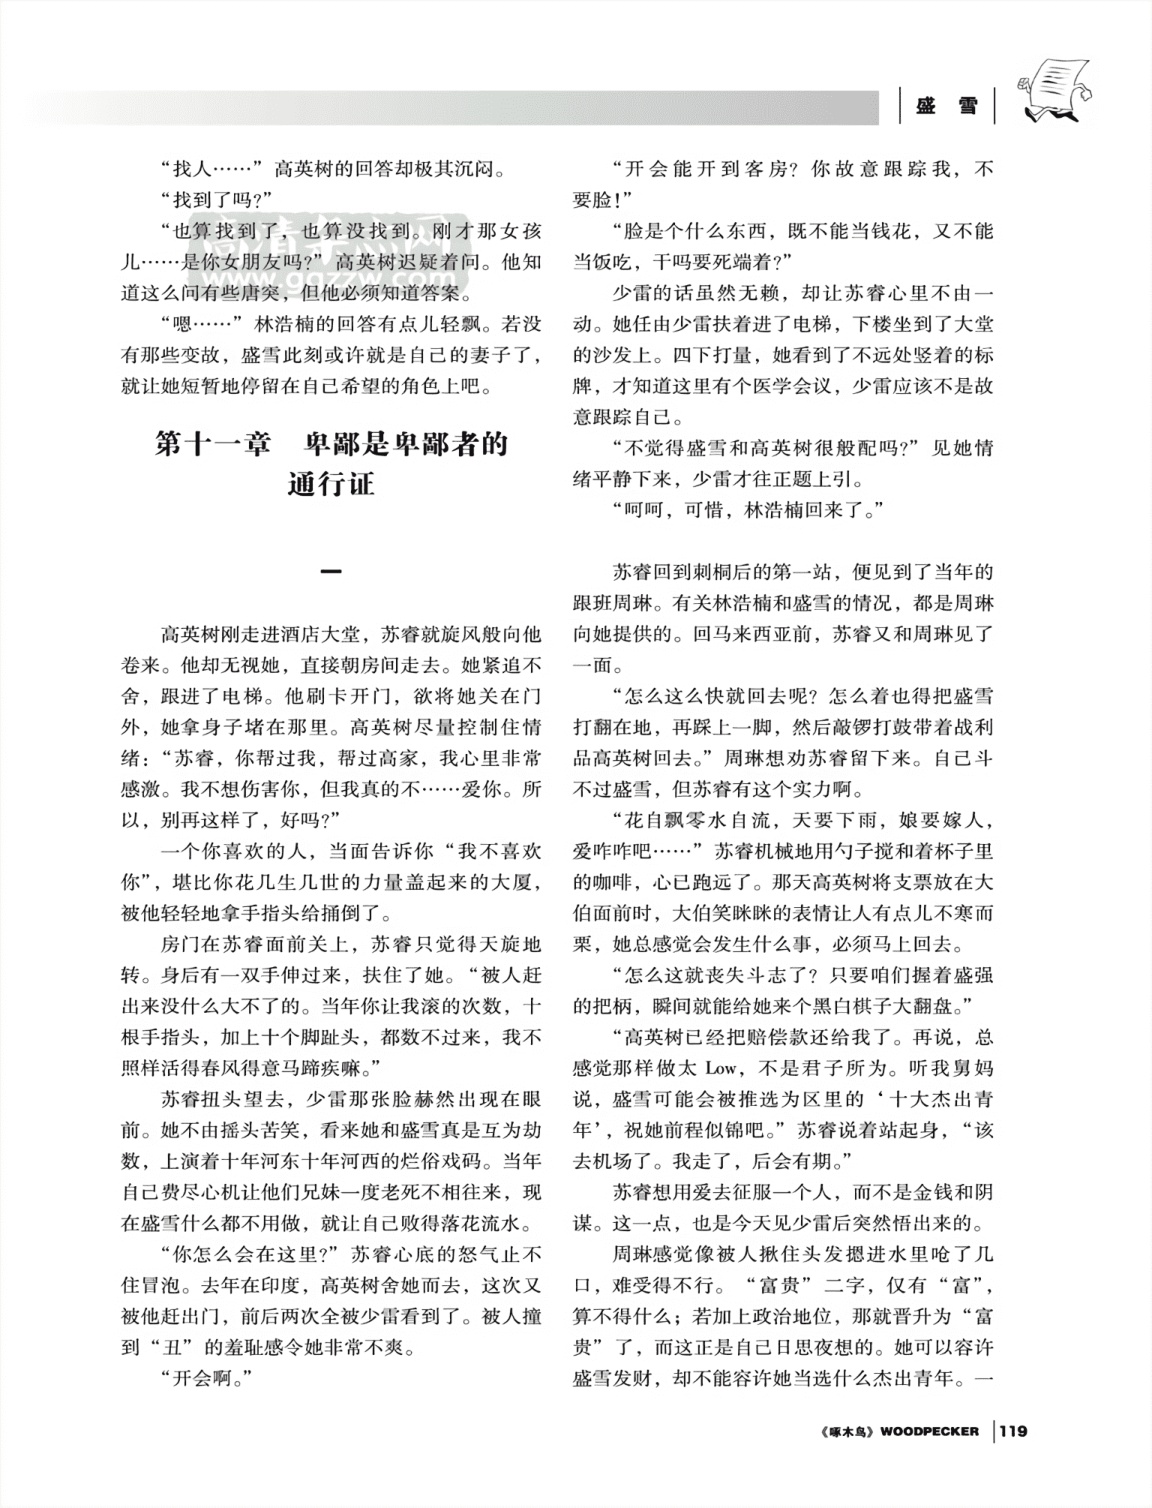 盛 雪
“找人……” 高英树的回答却极其沉闷。
“找到了吗？”
“也算找到了，也算没找到。刚才那女孩
儿……是你女朋友吗？” 高英树迟疑着问。他知
道这么问有些唐突，但他必须知道答案。
“嗯……” 林浩楠的回答有点儿轻飘。若没
有那些变故，盛雪此刻或许就是自己的妻子了，
就让她短暂地停留在自己希望的角色上吧。
第十一章　卑鄙是卑鄙者的
通行证
一
高英树刚走进酒店大堂，苏睿就旋风般向他
卷来。他却无视她，直接朝房间走去。她紧追不
舍，跟进了电梯。他刷卡开门，欲将她关在门
外，她拿身子堵在那里。高英树尽量控制住情
绪：“苏睿，你帮过我，帮过高家，我心里非常
感激。我不想伤害你，但我真的不……爱你。所
以，别再这样了，好吗？”
一个你喜欢的人，当面告诉你“我不喜欢
你”，堪比你花几生几世的力量盖起来的大厦，
被他轻轻地拿手指头给捅倒了。
房门在苏睿面前关上，苏睿只觉得天旋地
转。身后有一双手伸过来，扶住了她。“被人赶
出来没什么大不了的。当年你让我滚的次数，十
根手指头，加上十个脚趾头，都数不过来，我不
照样活得春风得意马蹄疾嘛。”
苏睿扭头望去，少雷那张脸赫然出现在眼
前。她不由摇头苦笑，看来她和盛雪真是互为劫
数，上演着十年河东十年河西的烂俗戏码。当年
自己费尽心机让他们兄妹一度老死不相往来，现
在盛雪什么都不用做，就让自己败得落花流水。
“你怎么会在这里？” 苏睿心底的怒气止不
住冒泡。去年在印度，高英树舍她而去，这次又
被他赶出门，前后两次全被少雷看到了。被人撞
到“丑”的羞耻感令她非常不爽。
“开会啊。”
“开会能开到客房？你故意跟踪我，不
要脸！”
“脸是个什么东西，既不能当钱花，又不能
当饭吃，干吗要死端着？”
少雷的话虽然无赖，却让苏睿心里不由一
动。她任由少雷扶着进了电梯，下楼坐到了大堂
的沙发上。四下打量，她看到了不远处竖着的标
牌，才知道这里有个医学会议，少雷应该不是故
意跟踪自己。
“不觉得盛雪和高英树很般配吗？” 见她情
绪平静下来，少雷才往正题上引。
“呵呵，可惜，林浩楠回来了。”
苏睿回到刺桐后的第一站，便见到了当年的
跟班周琳。有关林浩楠和盛雪的情况，都是周琳
向她提供的。回马来西亚前，苏睿又和周琳见了
一面。
“怎么这么快就回去呢？怎么着也得把盛雪
打翻在地，再踩上一脚，然后敲锣打鼓带着战利
品高英树回去。” 周琳想劝苏睿留下来。自己斗
不过盛雪，但苏睿有这个实力啊。
“花自飘零水自流，天要下雨，娘要嫁人，
爱咋咋吧……” 苏睿机械地用勺子搅和着杯子里
的咖啡，心已跑远了。那天高英树将支票放在大
伯面前时，大伯笑眯眯的表情让人有点儿不寒而
栗，她总感觉会发生什么事，必须马上回去。
“怎么这就丧失斗志了？只要咱们握着盛强
的把柄，瞬间就能给她来个黑白棋子大翻盘。”
“高英树已经把赔偿款还给我了。再说，总
感觉那样做太 Low，不是君子所为。听我舅妈
说，盛雪可能会被推选为区里的‘十大杰出青
年’，祝她前程似锦吧。” 苏睿说着站起身，“该
去机场了。我走了，后会有期。”
苏睿想用爱去征服一个人，而不是金钱和阴
谋。这一点，也是今天见少雷后突然悟出来的。
周琳感觉像被人揪住头发摁进水里呛了几
口，难受得不行。“富贵”二字，仅有“富”，
算不得什么；若加上政治地位，那就晋升为“富
贵”了，而这正是自己日思夜想的。她可以容许
盛雪发财，却不能容许她当选什么杰出青年。一
《啄木鸟》WOODPECKER 119
www.gqzzw.com